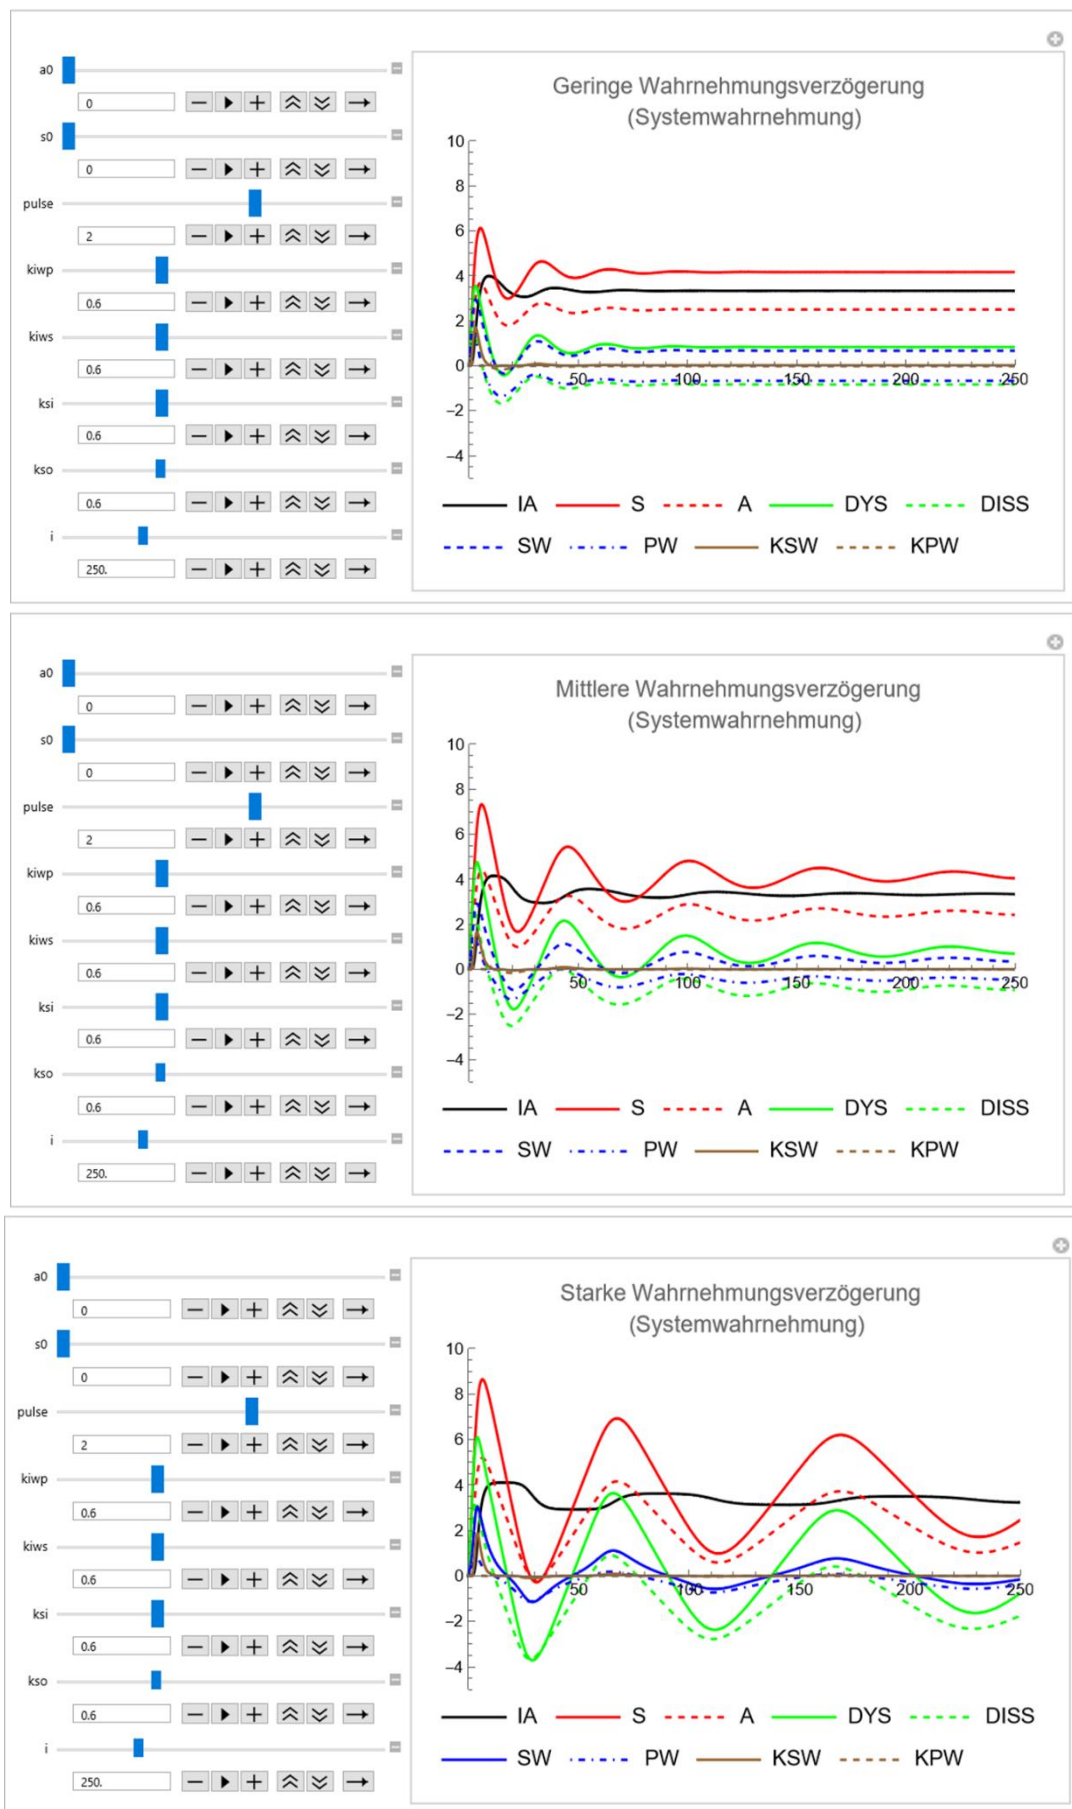 a0
0
s0
0
pulse
2
kiwp
0.6
kiws
0.6
ksi
0.6
kso
0.6
i
250.
Geringe Wahrnehmungsverzögerung
(Systemwahrnehmung)
10
8
6
4
2
0
−2
−4
50 100 150 200 250
IA S A DYS DISS
SW PW KSW KPW
a0
0
s0
0
pulse
2
kiwp
0.6
kiws
0.6
ksi
0.6
kso
0.6
i
250.
Mittlere Wahrnehmungsverzögerung
(Systemwahrnehmung)
10
8
6
4
2
0
−2
−4
50 100 150 200 250
IA S A DYS DISS
SW PW KSW KPW
a0
0
s0
0
pulse
2
kiwp
0.6
kiws
0.6
ksi
0.6
kso
0.6
i
250.
Starke Wahrnehmungsverzögerung
(Systemwahrnehmung)
10
8
6
4
2
0
−2
−4
50 100 150 200 250
IA S A DYS DISS
SW PW KSW KPW